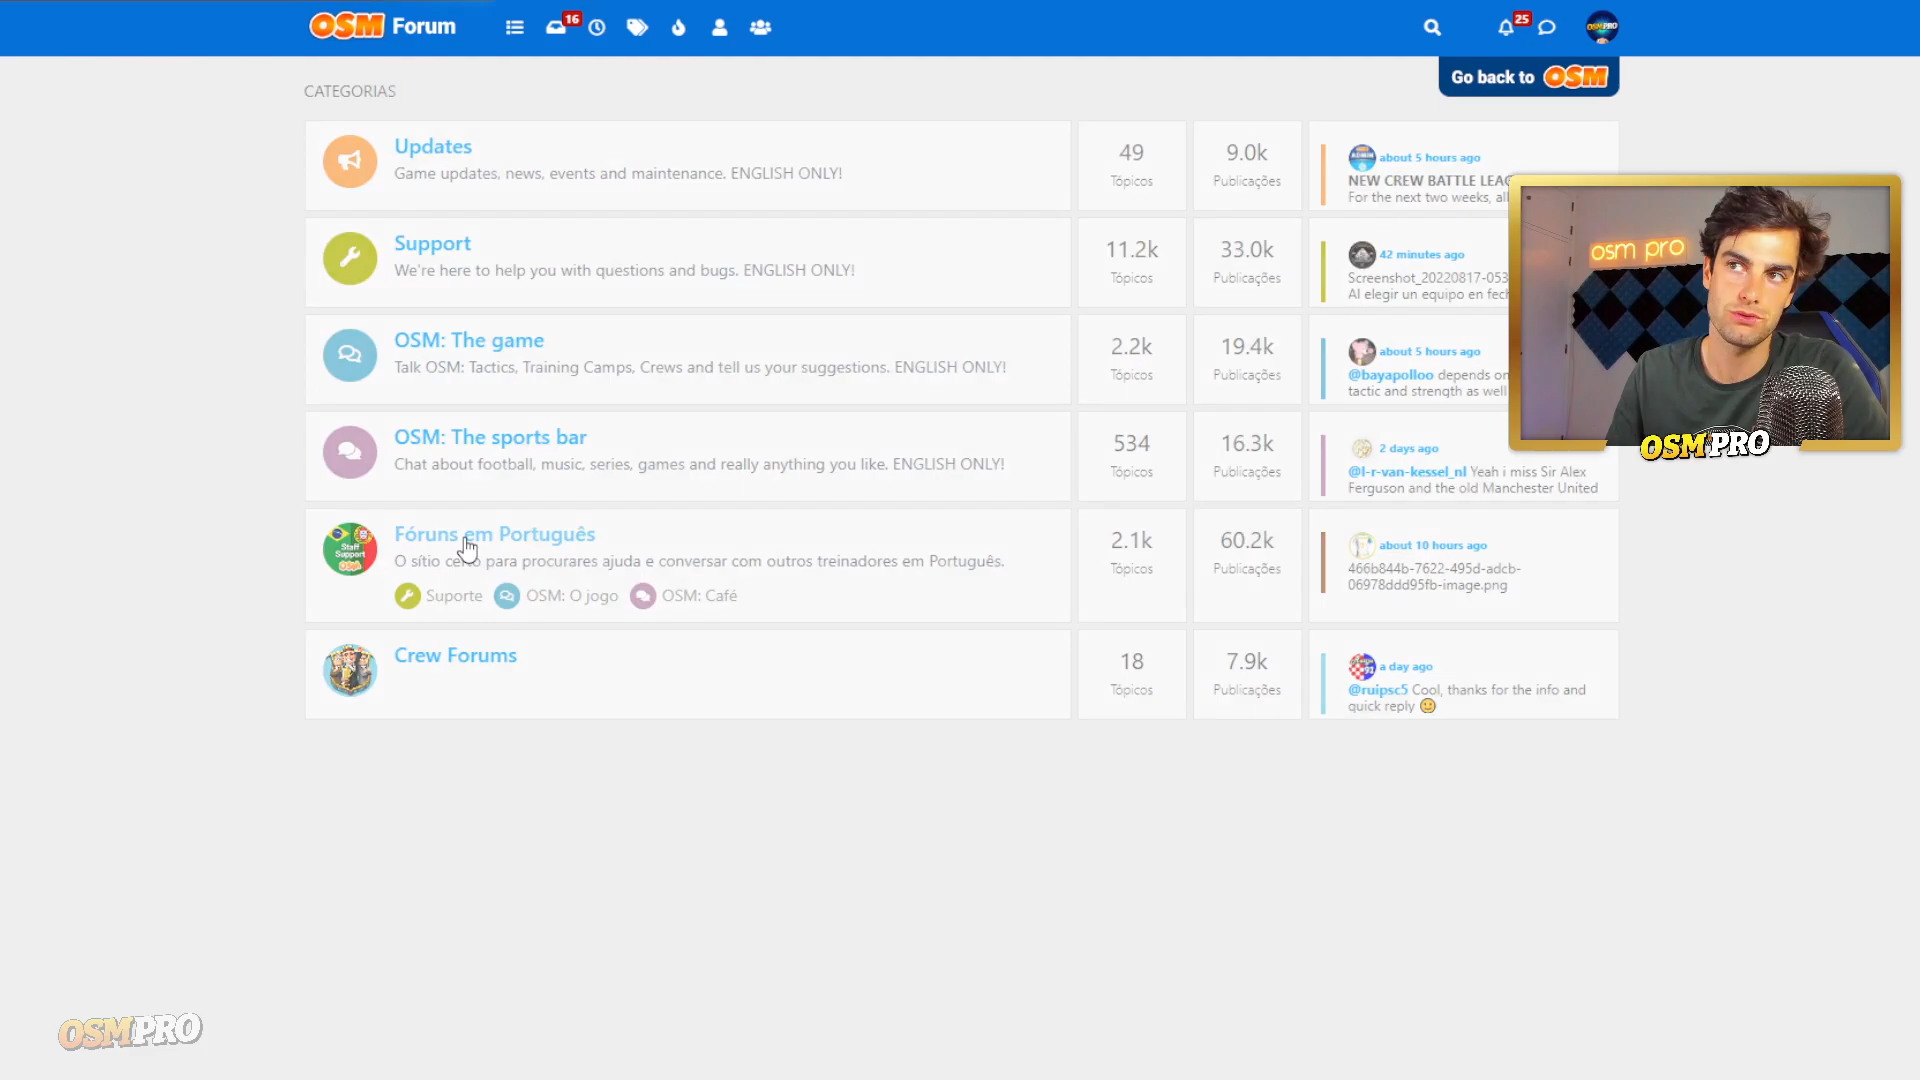 OSM Forum
16
25
OSMPRO
Go back to OSM
CATEGORIAS
Updates
Game updates, news, events and maintenance. ENGLISH ONLY!
49
Tópicos
9.0k
Publicações
about 5 hours ago
NEW CREW BATTLE LEAG
For the next two weeks, all
Support
We're here to help you with questions and bugs. ENGLISH ONLY!
11.2k
Tópicos
33.0k
Publicações
42 minutes ago
Screenshot_20220817-053
Al elegir un equipo en fech
OSM: The game
Talk OSM: Tactics, Training Camps, Crews and tell us your suggestions. ENGLISH ONLY!
2.2k
Tópicos
19.4k
Publicações
about 5 hours ago
@bayapolloo depends on
tactic and strength as well
osm pro
OSMPRO
OSM: The sports bar
Chat about football, music, series, games and really anything you like. ENGLISH ONLY!
534
Tópicos
16.3k
Publicações
2 days ago
@l-r-van-kessel_nl Yeah i miss Sir Alex
Ferguson and the old Manchester United
Staff
Support
OSM
Fóruns em Português
O sítio certo para procurares ajuda e conversar com outros treinadores em Português.
Suporte OSM: O jogo OSM: Café
2.1k
Tópicos
60.2k
Publicações
about 10 hours ago
466b844b-7622-495d-adcb-
06978ddd95fb-image.png
Crew Forums
18
Tópicos
7.9k
Publicações
a day ago
@ruipsc5 Cool, thanks for the info and
quick reply
OSMPRO